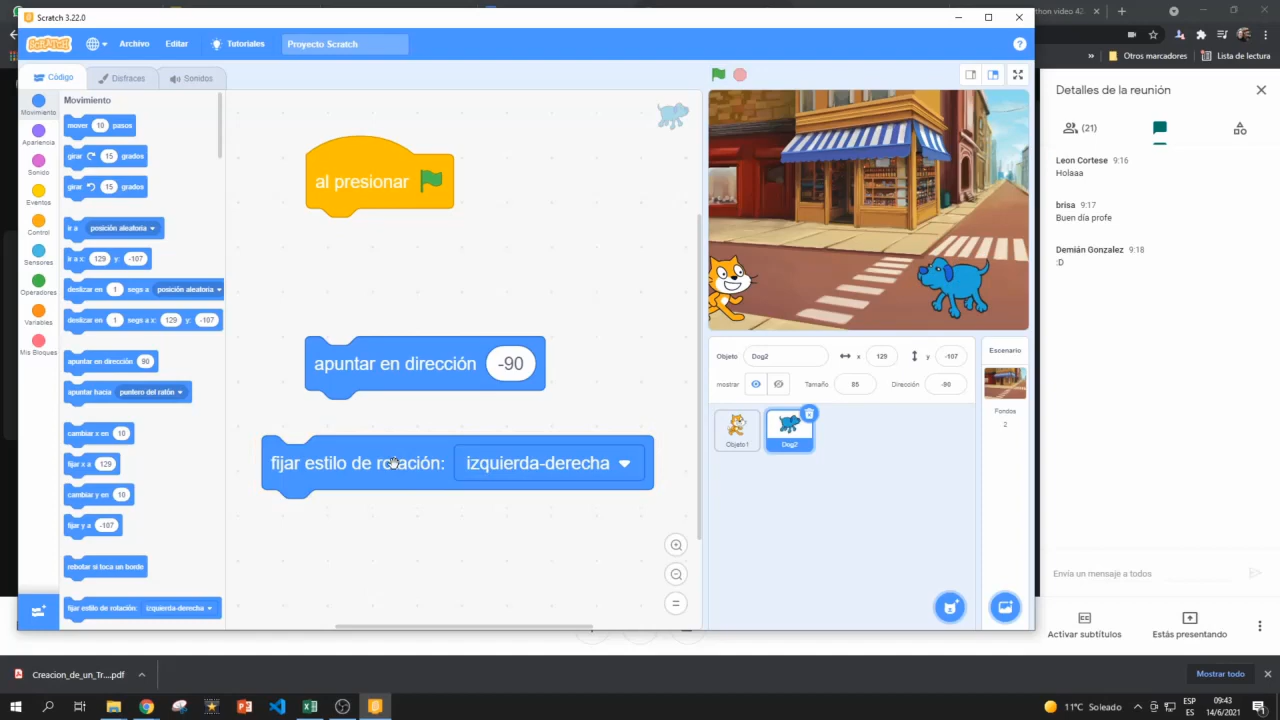 Scratch 3.22.0
SCRATCH
Archivo
Editar
Tutoriales
Proyecto Scratch
?
Código
Disfraces
Sonidos
Movimiento
Apariencia
Sonido
Eventos
Control
Sensores
Operadores
Variables
Mis Bloques
Movimiento
mover 10 pasos
girar 15 grados
girar 15 grados
ir a posición aleatoria
ir a x: 129 y: -107
deslizar en 1 segs a posición aleatoria
deslizar en 1 segs a x: 129 y: -107
apuntar en dirección 90
apuntar hacia puntero del ratón
cambiar x en 10
fijar x a 129
cambiar y en 10
fijar y a -107
rebotar si toca un borde
fijar estilo de rotación: izquierda-derecha
al presionar
apuntar en dirección -90
fijar estilo de rotación: izquierda-derecha
Objeto Dog2 x 129 y -107
mostrar Tamaño 85 Dirección -90
Objeto1
Dog2
Escenario
Fondos
2
Otros marcadores
Lista de lectura
Detalles de la reunión
(21)
Leon Cortese 9:16
Holaaa
brisa 9:17
Buen día profe
Demián Gonzalez 9:18
:D
Envía un mensaje a todos
Activar subtítulos
Estás presentando
Creacion_de_un_Tr....pdf
Mostrar todo
11°C Soleado
ESP
ES
09:43
14/6/2021